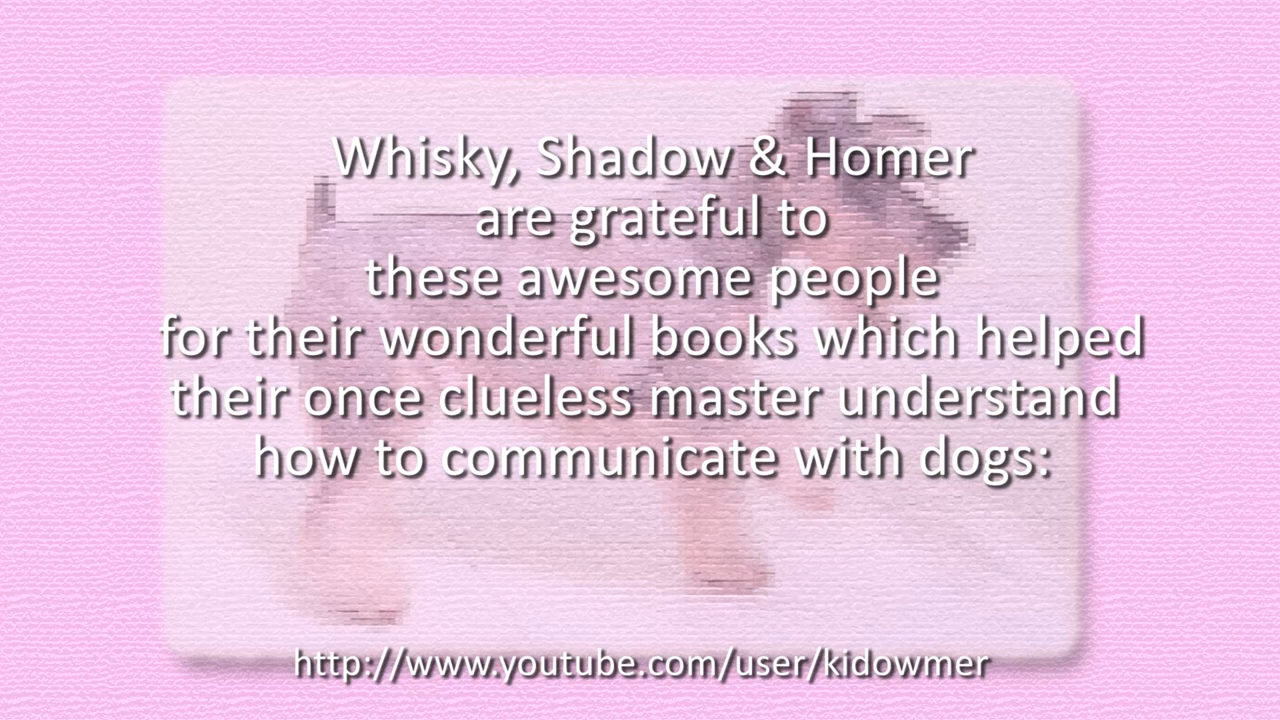 Whisky, Shadow & Homer
are grateful to
these awesome people
for their wonderful books which helped
their once clueless master understand
how to communicate with dogs:
http://www.youtube.com/user/kidowmer